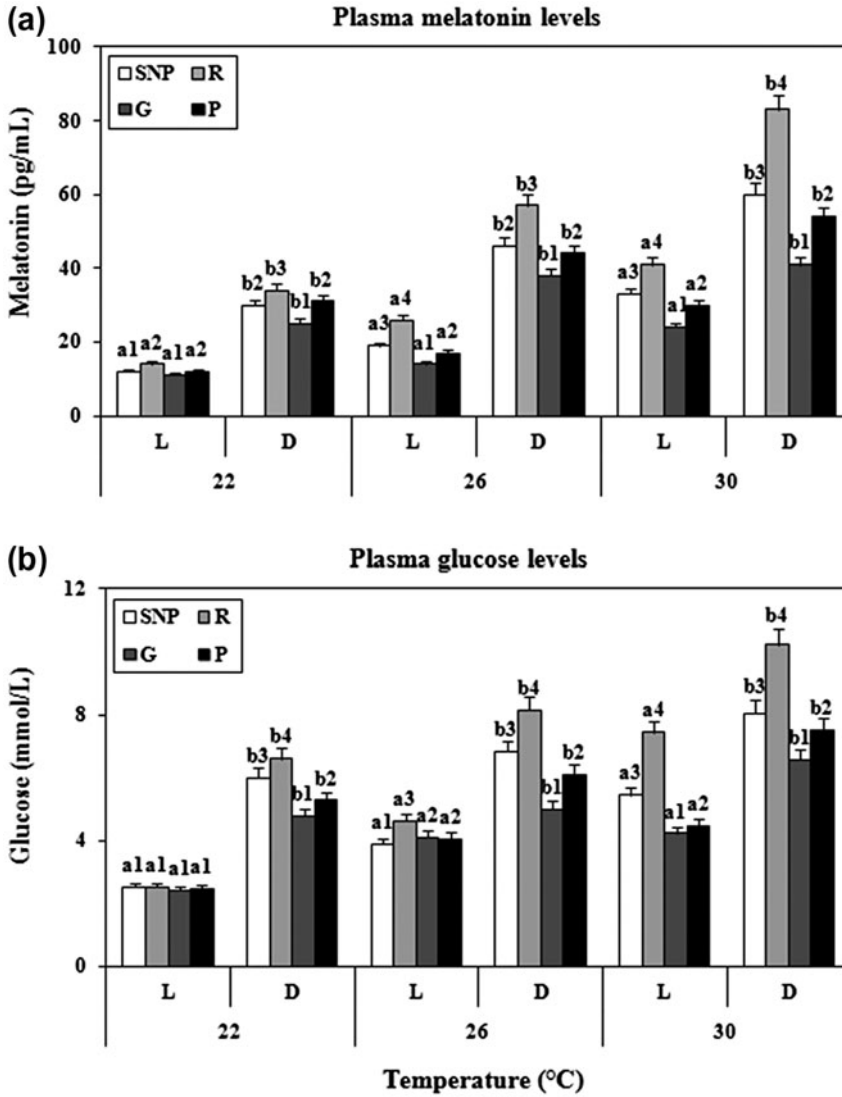 (a)
Plasma melatonin levels
Melatonin (pg/mL)
100
80
60
40
20
0
SNP R
G P
a1 a2 a1 a2
b2 b3 b1 b2
a3 a4 a1 a2
b2 b3 b1 b2
a3 a4 a1 a2
b3 b4 b1 b2
L D L D L D
22 26 30
(b)
Plasma glucose levels
Glucose (mmol/L)
12
8
4
0
SNP R
G P
a1 a1 a1 a1
b3 b4 b1 b2
a1 a3 a2 a2
b3 b4 b1 b2
a3 a4 a1 a2
b3 b4 b1 b2
L D L D L D
22 26 30
Temperature (°C)